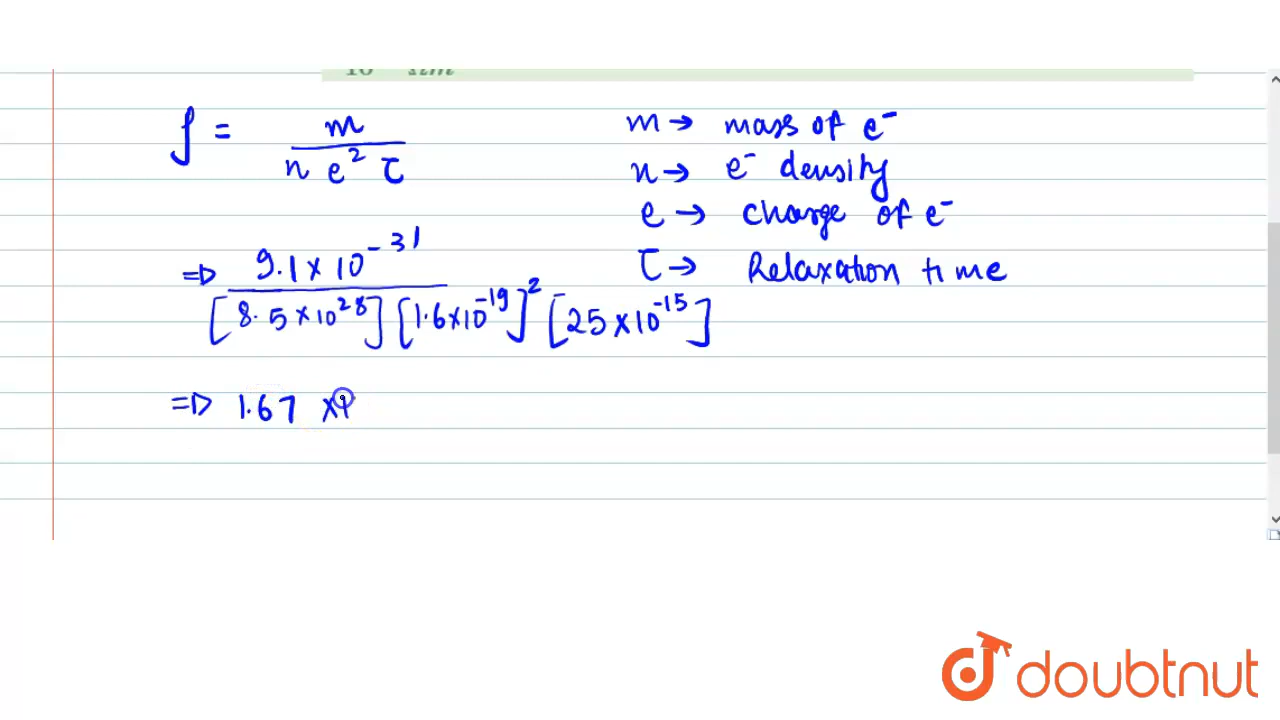 ρ = m / n e² τ
m → mass of e⁻
n → e⁻ density
e → charge of e⁻
τ → Relaxation time
⇒ 9.1 × 10⁻³¹ / [8.5 × 10²⁸] [1.6 × 10⁻¹⁹]² [25 × 10⁻¹⁵]
⇒ 1.67 ×
doubtnut